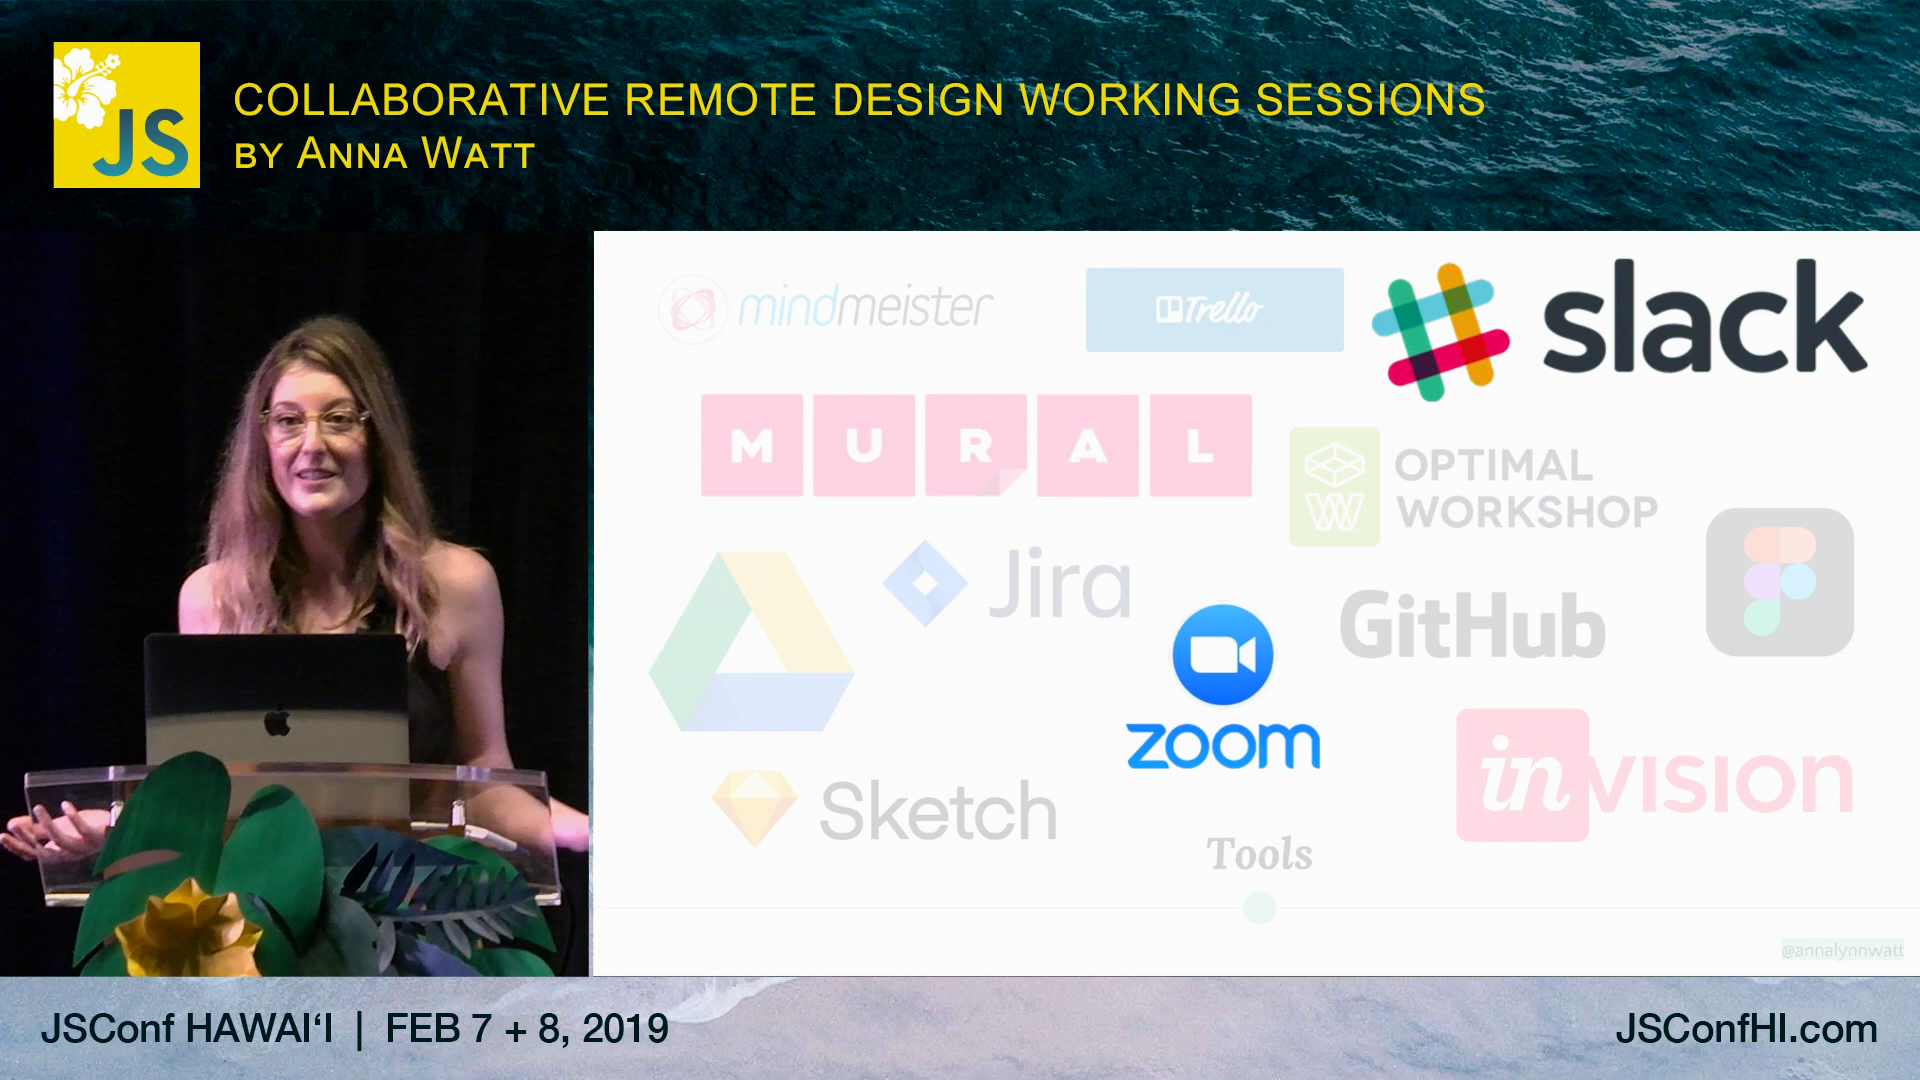 JS
COLLABORATIVE REMOTE DESIGN WORKING SESSIONS
BY ANNA WATT
mindmeister
Trello
slack
MURAL
OPTIMAL
WORKSHOP
Jira
GitHub
zoom
invision
Sketch
Tools
@annalynnwatt
JSConf HAWAI‘I | FEB 7 + 8, 2019
JSConfHI.com